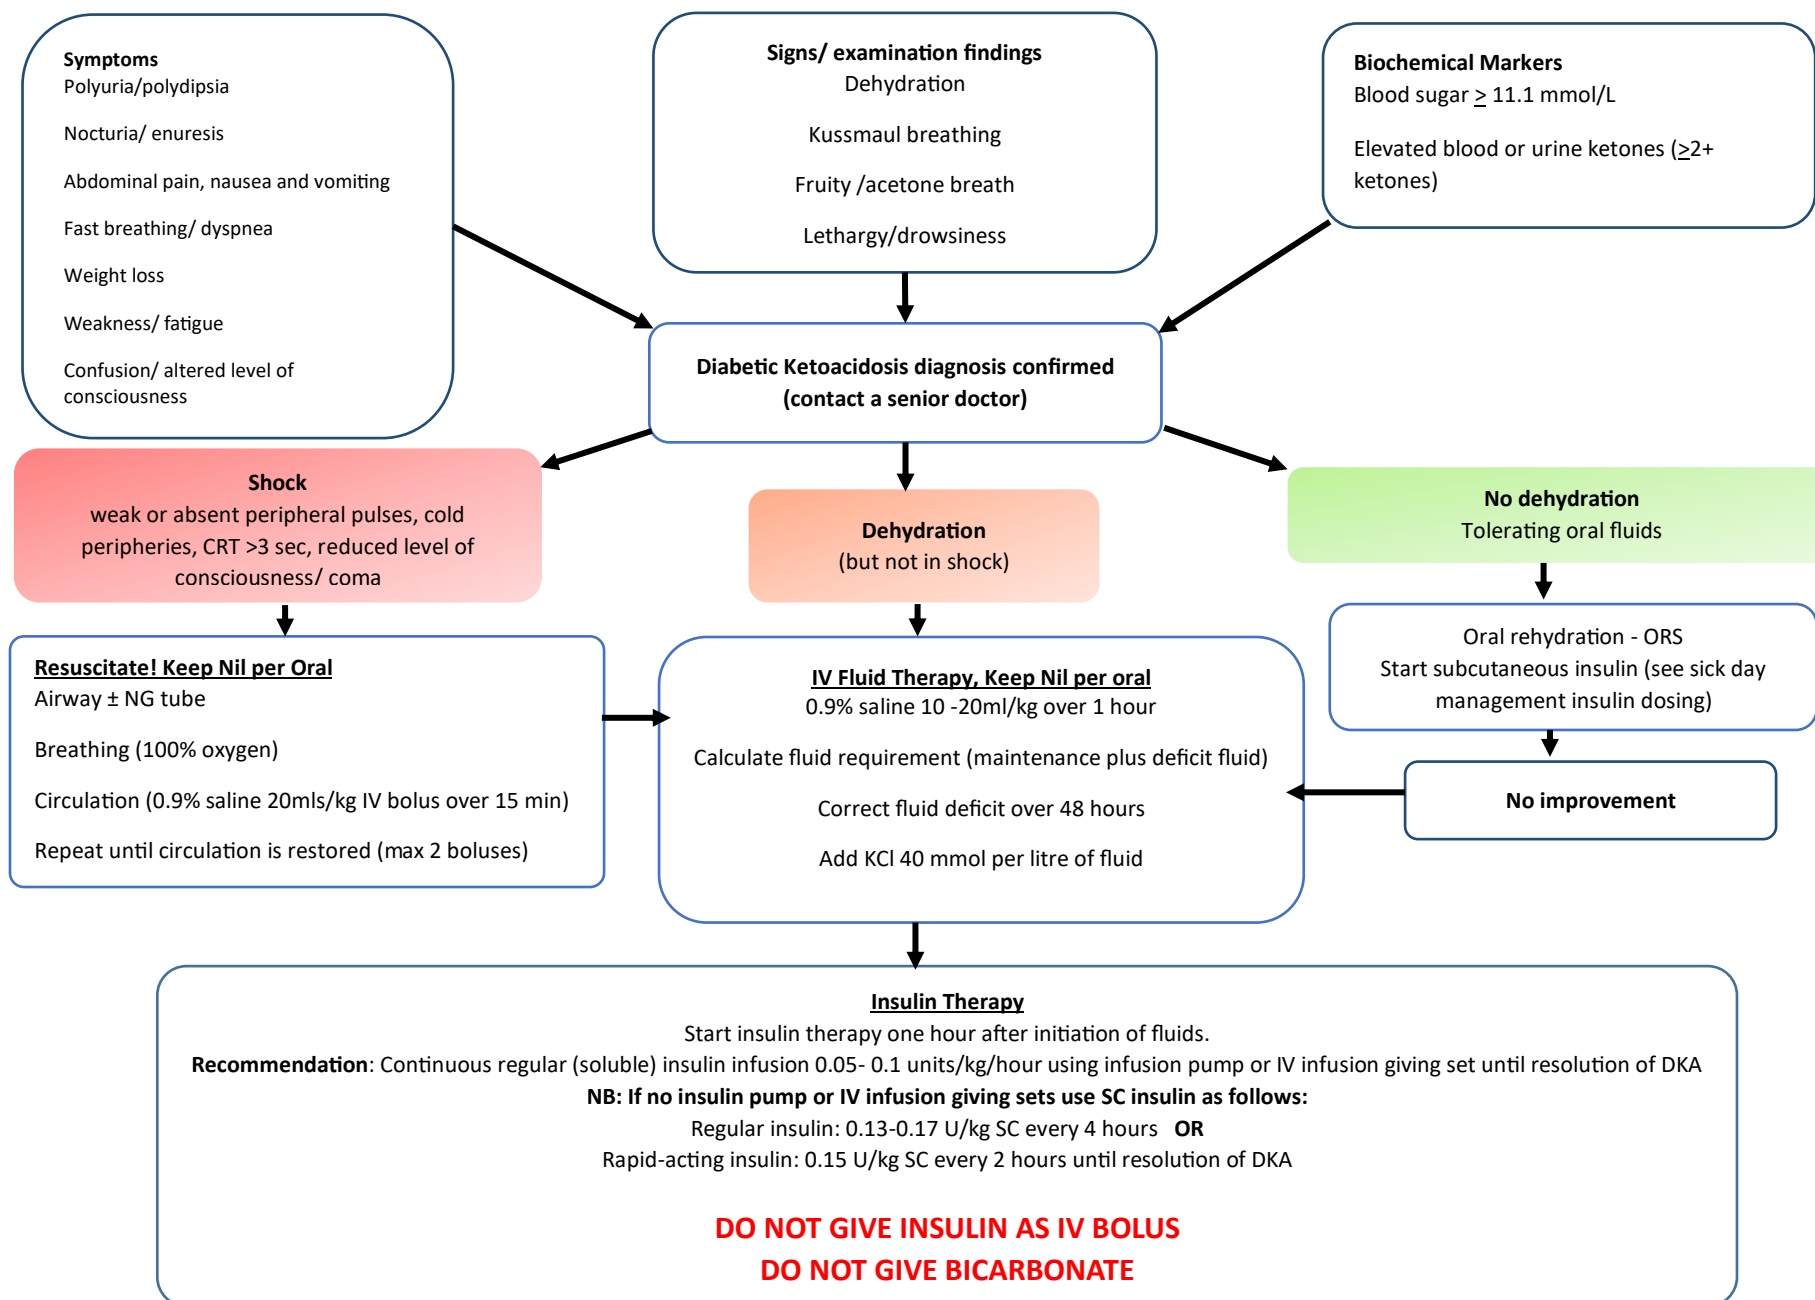 Symptoms
Polyuria/polydipsia
Nocturia/ enuresis
Abdominal pain, nausea and vomiting
Fast breathing/ dyspnea
Weight loss
Weakness/ fatigue
Confusion/ altered level of
consciousness
Signs/ examination findings
Dehydration
Kussmaul breathing
Fruity /acetone breath
Lethargy/drowsiness
Biochemical Markers
Blood sugar ≥ 11.1 mmol/L
Elevated blood or urine ketones (≥2+
ketones)
Diabetic Ketoacidosis diagnosis confirmed
(contact a senior doctor)
Shock
weak or absent peripheral pulses, cold
peripheries, CRT >3 sec, reduced level of
consciousness/ coma
Dehydration
(but not in shock)
No dehydration
Tolerating oral fluids
Resuscitate! Keep Nil per Oral
Airway ± NG tube
Breathing (100% oxygen)
Circulation (0.9% saline 20mls/kg IV bolus over 15 min)
Repeat until circulation is restored (max 2 boluses)
IV Fluid Therapy, Keep Nil per oral
0.9% saline 10 -20ml/kg over 1 hour
Calculate fluid requirement (maintenance plus deficit fluid)
Correct fluid deficit over 48 hours
Add KCl 40 mmol per litre of fluid
Oral rehydration - ORS
Start subcutaneous insulin (see sick day
management insulin dosing)
No improvement
Insulin Therapy
Start insulin therapy one hour after initiation of fluids.
Recommendation: Continuous regular (soluble) insulin infusion 0.05- 0.1 units/kg/hour using infusion pump or IV infusion giving set until resolution of DKA
NB: If no insulin pump or IV infusion giving sets use SC insulin as follows:
Regular insulin: 0.13-0.17 U/kg SC every 4 hours OR
Rapid-acting insulin: 0.15 U/kg SC every 2 hours until resolution of DKA
DO NOT GIVE INSULIN AS IV BOLUS
DO NOT GIVE BICARBONATE